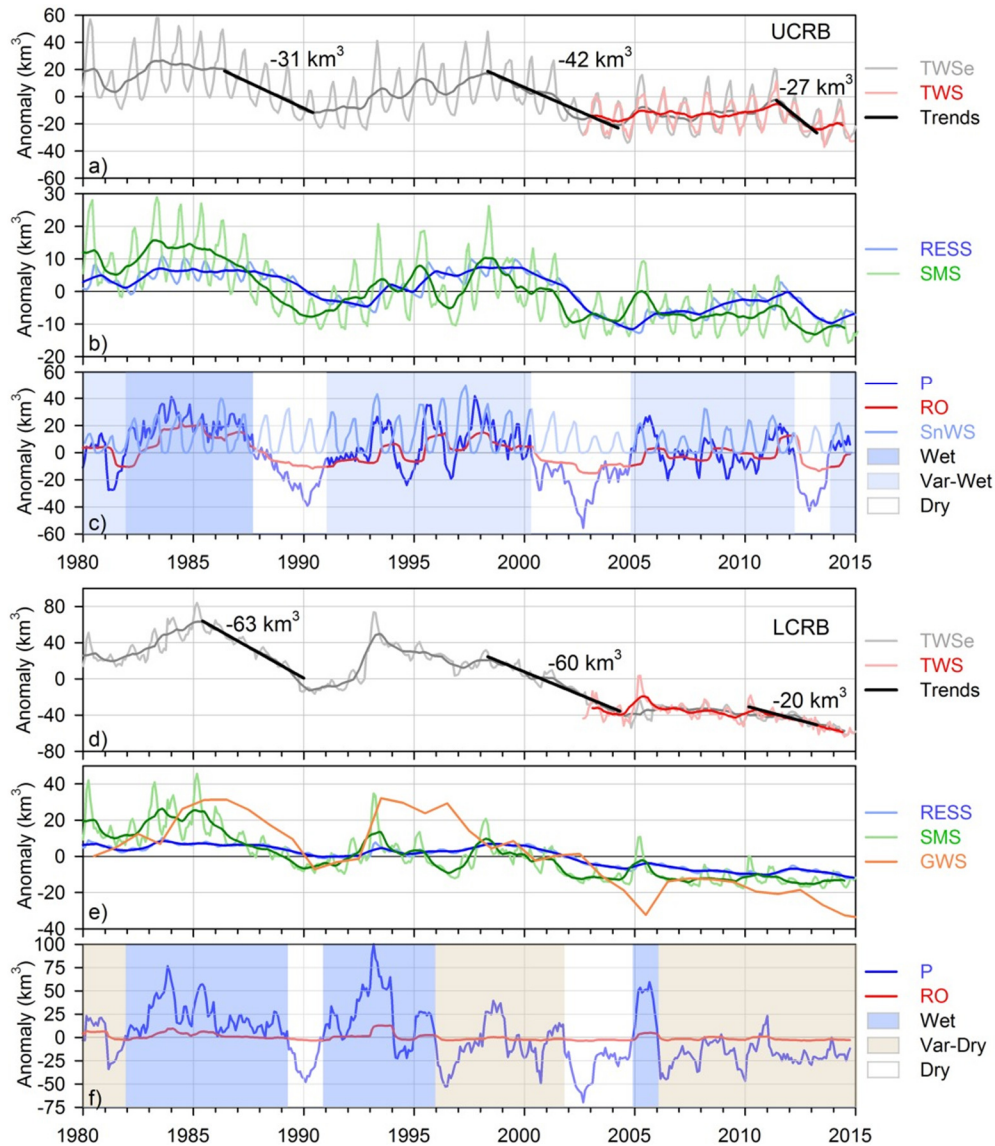 60
40
20
0
-20
-40
-60
Anomaly (km³)
-31 km³
-42 km³
-27 km³
UCRB
a)
TWSe
TWS
Trends
30
20
10
0
-10
-20
Anomaly (km³)
b)
RESS
SMS
60
40
20
0
-20
-40
-60
Anomaly (km³)
c)
P
RO
SnWS
Wet
Var-Wet
Dry
1980 1985 1990 1995 2000 2005 2010 2015
80
40
0
-40
-80
Anomaly (km³)
-63 km³
-60 km³
-20 km³
LCRB
d)
TWSe
TWS
Trends
40
20
0
-20
-40
Anomaly (km³)
e)
RESS
SMS
GWS
100
75
50
25
0
-25
-50
-75
Anomaly (km³)
f)
P
RO
Wet
Var-Dry
Dry
1980 1985 1990 1995 2000 2005 2010 2015